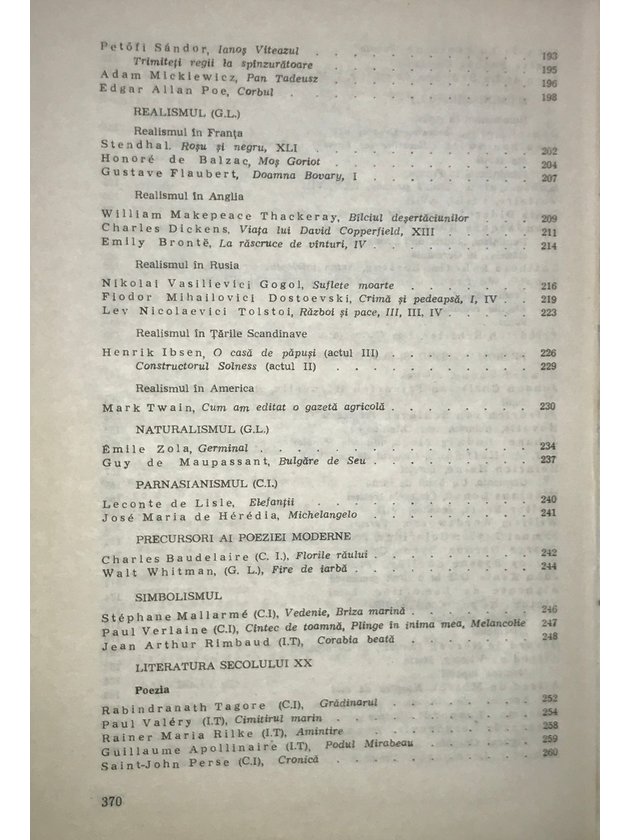 Petőfi Sándor, Ianoş Viteazul . . . . . . . . 193
Trimiteţi regii la spînzurătoare . . . . . . . 195
Adam Mickiewicz, Pan Tadeusz . . . . . . . . 196
Edgar Allan Poe, Corbul . . . . . . . . . 198
REALISMUL (G.L.)
Realismul în Franţa
Stendhal. Roşu şi negru, XLI . . . . . . . . 202
Honoré de Balzac, Moş Goriot . . . . . . . . 204
Gustave Flaubert, Doamna Bovary, I . . . . . . . 207
Realismul în Anglia
William Makepeace Thackeray, Bîlciul deşertăciunilor . . . 209
Charles Dickens, Viaţa lui David Copperfield, XIII . . . . 211
Emily Brontë, La răscruce de vînturi, IV . . . . . . 214
Realismul în Rusia
Nikolai Vasilievici Gogol, Suflete moarte . . . . . 216
Fiodor Mihailovici Dostoevski, Crimă şi pedeapsă, I, IV . . 219
Lev Nicolaevici Tolstoi, Război şi pace, III, III, IV . . . . 223
Realismul în Ţările Scandinave
Henrik Ibsen, O casă de păpuşi (actul III) . . . . . . 226
Constructorul Solness (actul II) . . . . . . . . 229
Realismul în America
Mark Twain, Cum am editat o gazetă agricolă . . . . . . 230
NATURALISMUL (G.L.)
Émile Zola, Germinal . . . . . . . . . . 234
Guy de Maupassant, Bulgăre de Seu . . . . . . . 237
PARNASIANISMUL (C.I.)
Leconte de Lisle, Elefanţii . . . . . . . . 240
José Maria de Hérédia, Michelangelo . . . . . . . 241
PRECURSORI AI POEZIEI MODERNE
Charles Baudelaire (C. I.), Florile răului . . . . . . 242
Walt Whitman, (G. L.), Fire de iarbă . . . . . . . 244
SIMBOLISMUL
Stéphane Mallarmé (C.I), Vedenie, Briza marină . . . . . 246
Paul Verlaine (C.I), Cîntec de toamnă, Plînge în inima mea, Melancolie 247
Jean Arthur Rimbaud (I.T), Corabia beată . . . . . . 248
LITERATURA SECOLULUI XX
Poezia
Rabindranath Tagore (C.I), Grădinarul . . . . . . 252
Paul Valéry (I.T), Cimitirul marin . . . . . . . . 254
Rainer Maria Rilke (I.T), Amintire . . . . . . . 258
Guillaume Apollinaire (I.T), Podul Mirabeau . . . . . 259
Saint-John Perse (C.I), Cronică . . . . . . . . 260
370